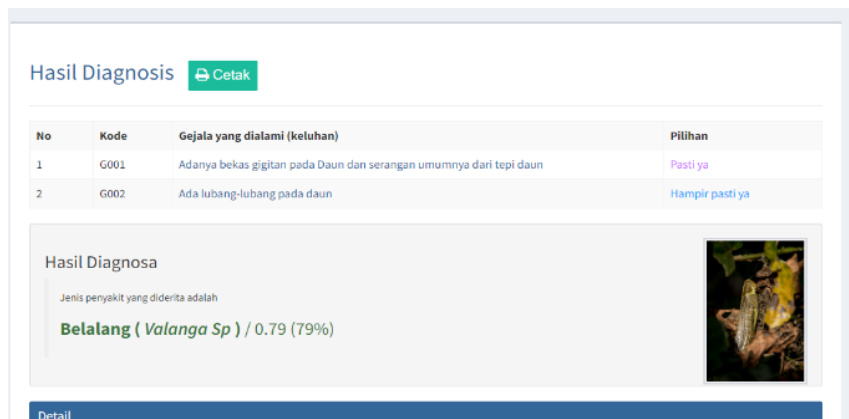 Hasil Diagnosis Cetak
No Kode Gejala yang dialami (keluhan) Pilihan
1 G001 Adanya bekas gigitan pada Daun dan serangan umumnya dari tepi daun Pasti ya
2 G002 Ada lubang-lubang pada daun Hampir pasti ya
Hasil Diagnosa
Jenis penyakit yang diderita adalah
Belalang ( Valanga Sp ) / 0.79 (79%)
Detail